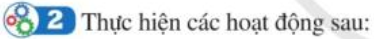 2 Thực hiện các hoạt động sau: